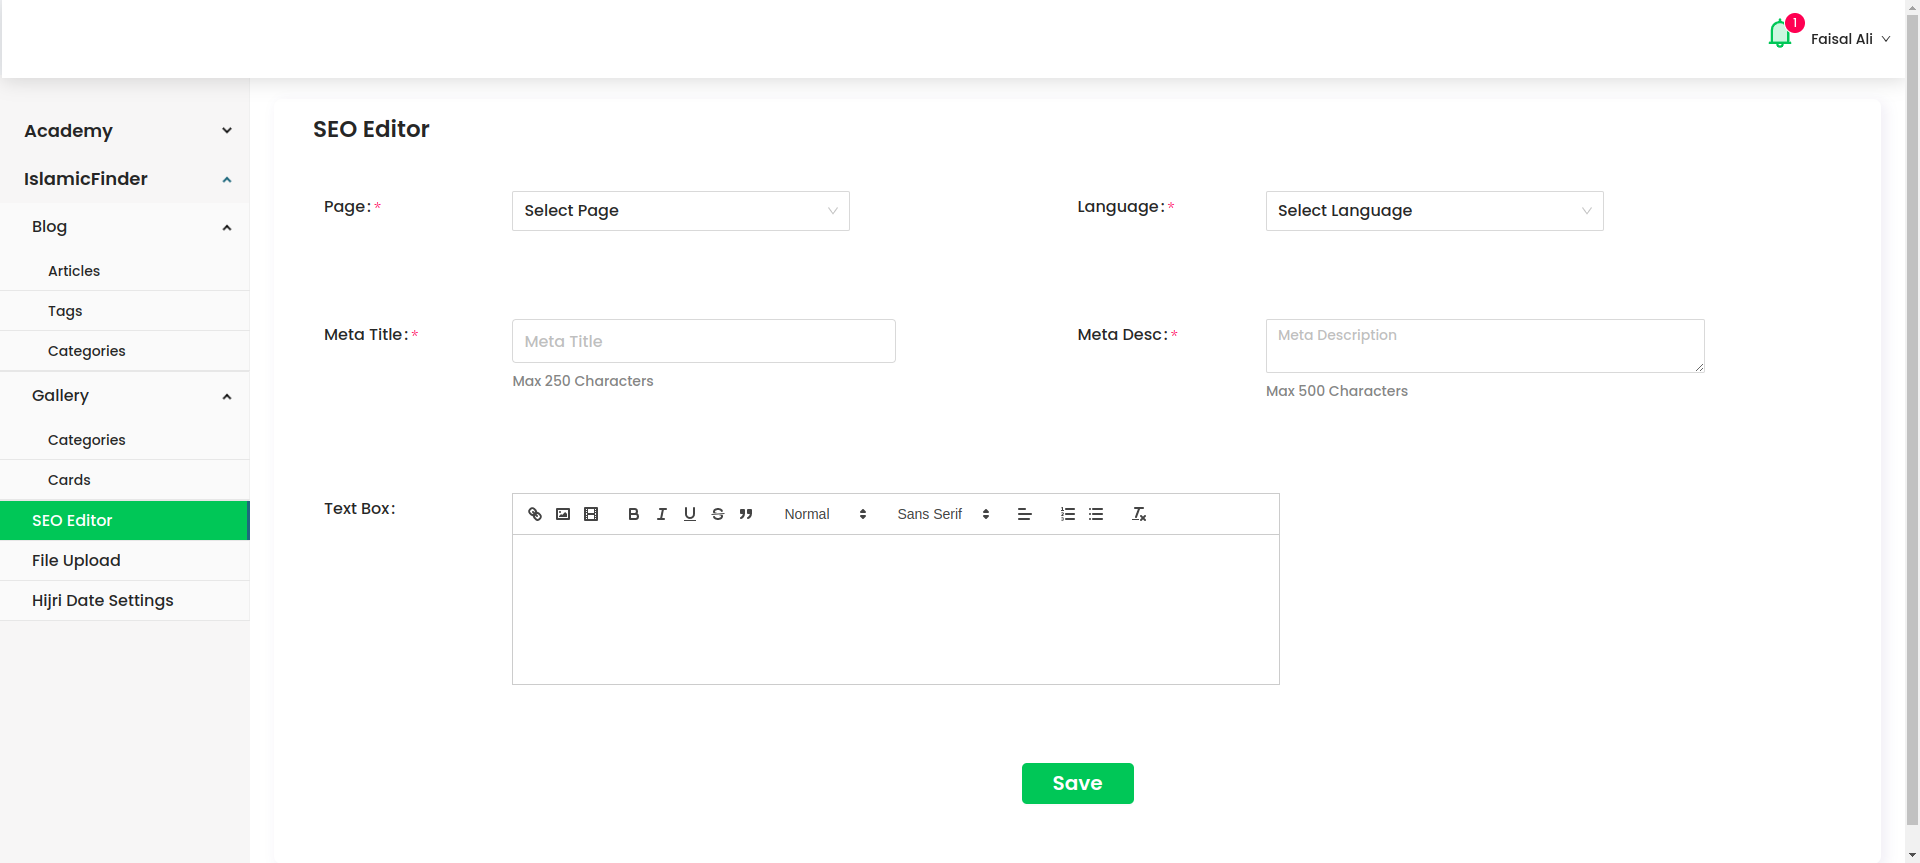 1
Faisal Ali
Academy
IslamicFinder
Blog
Articles
Tags
Categories
Gallery
Categories
Cards
SEO Editor
File Upload
Hijri Date Settings
SEO Editor
Page: *
Select Page
Language: *
Select Language
Meta Title: *
Meta Title
Max 250 Characters
Meta Desc: *
Meta Description
Max 500 Characters
Text Box:
Normal
Sans Serif
Save